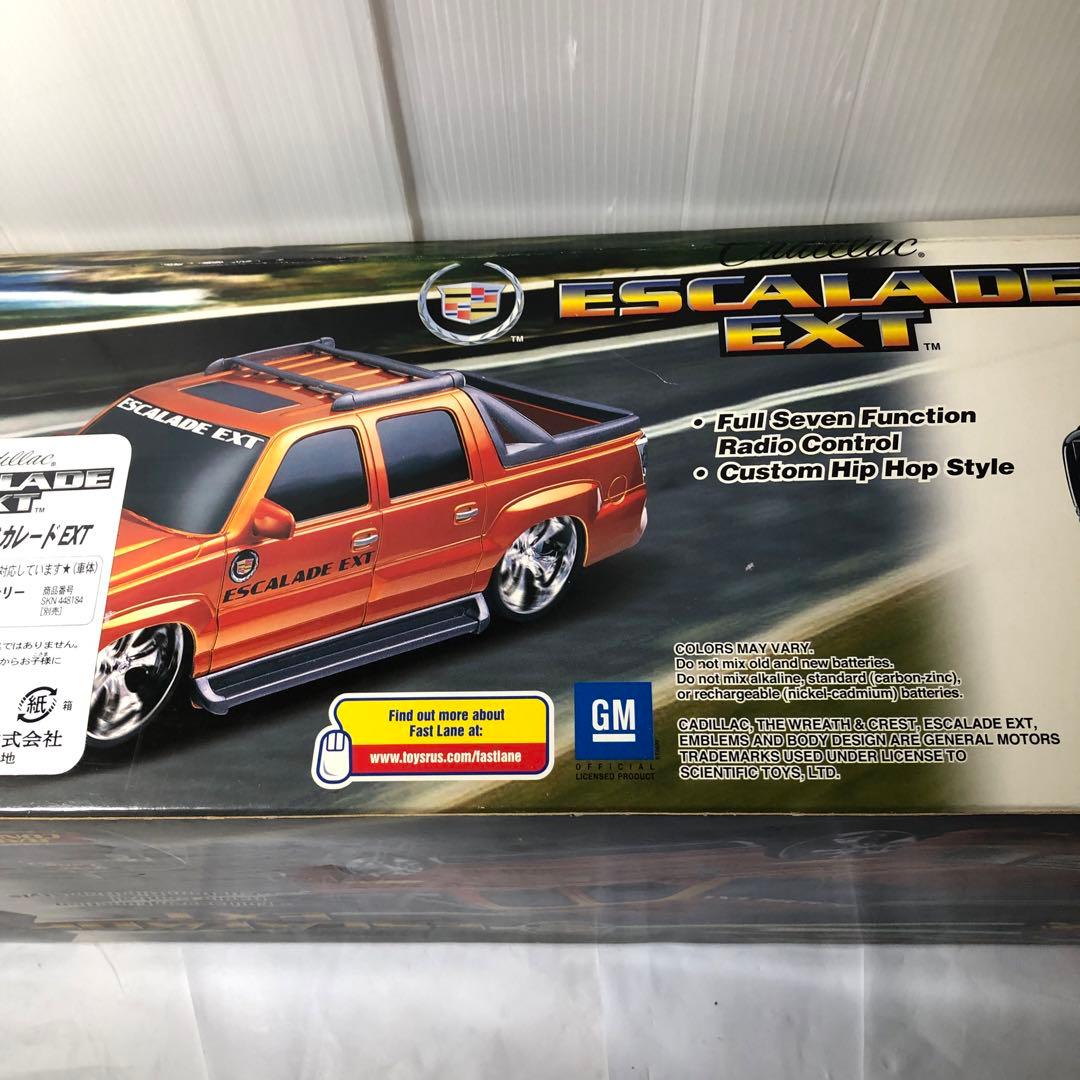 Cadillac®
ESCALADE
EXT™
™
• Full Seven Function
Radio Control
• Custom Hip Hop Style
ESCALADE EXT
ESCALADE EXT
dillac®
LADE
XT™
カレードEXT
対応しています★(車体)
ナリー
商品番号
SKN 448184
[別売]
ではありません。
からお子様に
紙 箱
式会社
地
Find out more about
Fast Lane at:
www.toysrus.com/fastlane
GM
OFFICIAL
LICENSED PRODUCT
COLORS MAY VARY.
Do not mix old and new batteries.
Do not mix alkaline, standard (carbon-zinc),
or rechargeable (nickel-cadmium) batteries.
CADILLAC, THE WREATH & CREST, ESCALADE EXT,
EMBLEMS AND BODY DESIGN ARE GENERAL MOTORS
TRADEMARKS USED UNDER LICENSE TO
SCIENTIFIC TOYS, LTD.